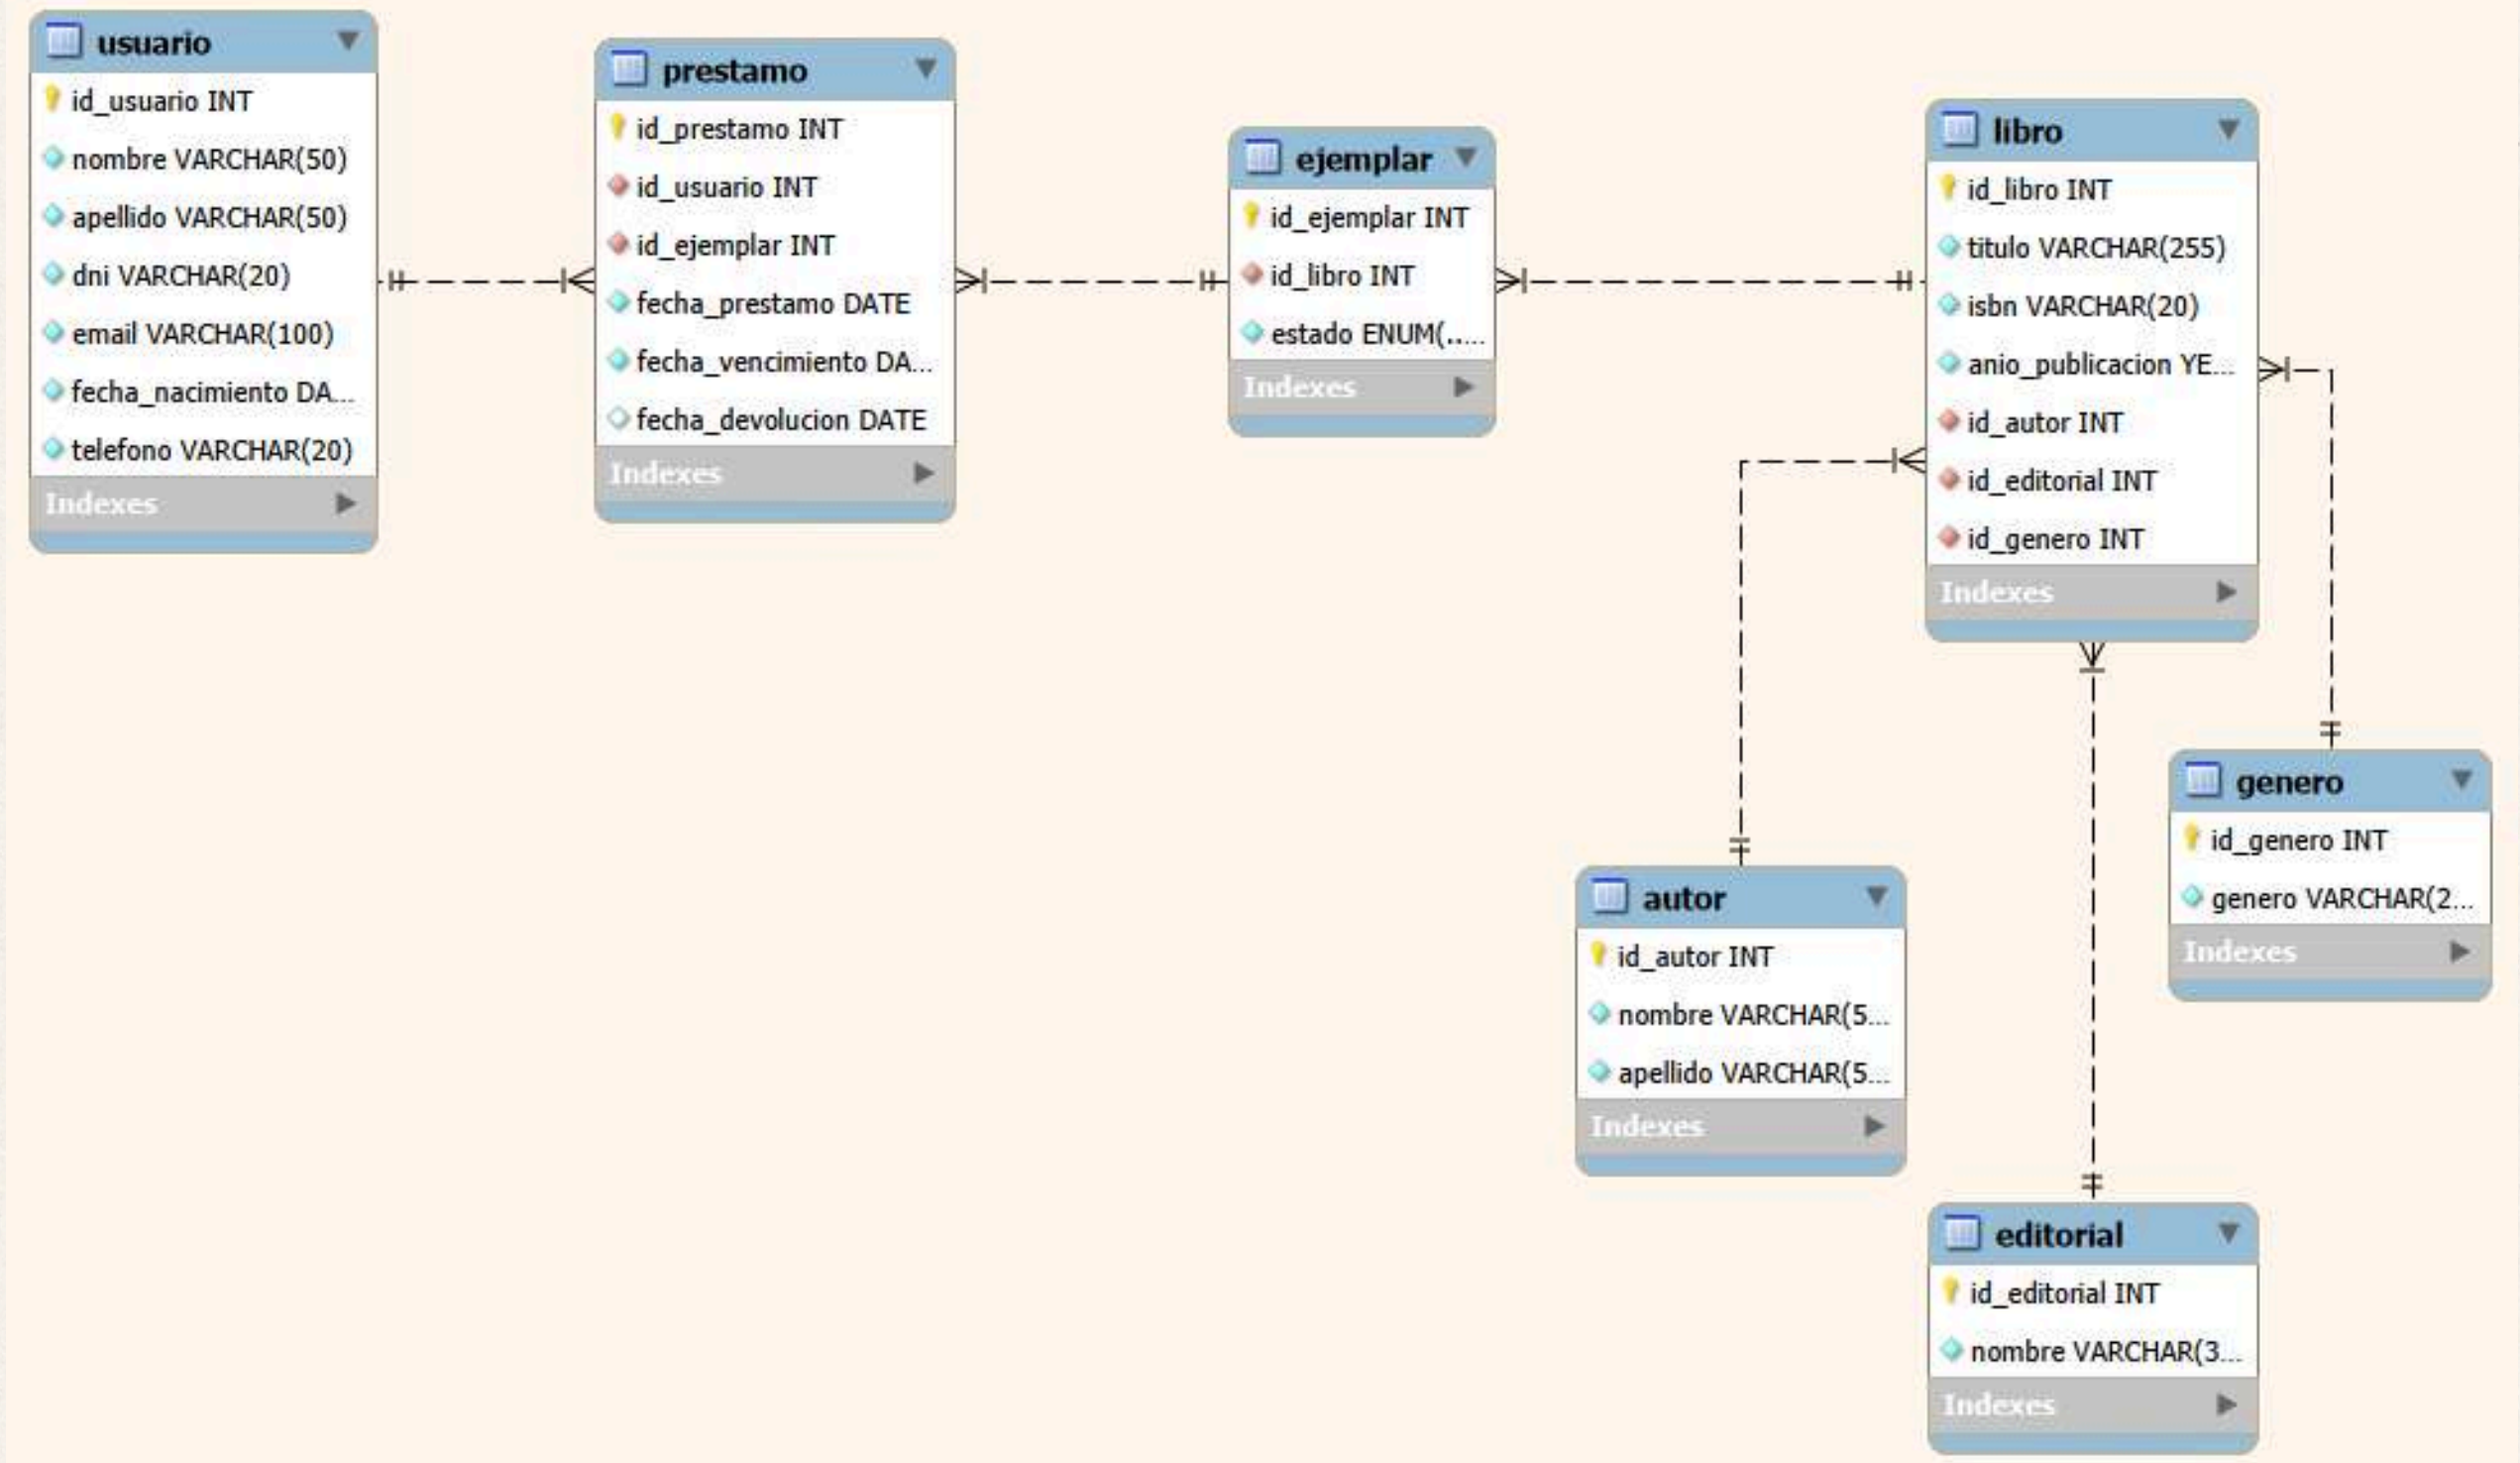 usuario
id_usuario INT
nombre VARCHAR(50)
apellido VARCHAR(50)
dni VARCHAR(20)
email VARCHAR(100)
fecha_nacimiento DA...
telefono VARCHAR(20)
Indexes
prestamo
id_prestamo INT
id_usuario INT
id_ejemplar INT
fecha_prestamo DATE
fecha_vencimiento DA...
fecha_devolucion DATE
Indexes
ejemplar
id_ejemplar INT
id_libro INT
estado ENUM(.....
Indexes
libro
id_libro INT
titulo VARCHAR(255)
isbn VARCHAR(20)
anio_publicacion YE...
id_autor INT
id_editorial INT
id_genero INT
Indexes
genero
id_genero INT
genero VARCHAR(2...
Indexes
autor
id_autor INT
nombre VARCHAR(5...
apellido VARCHAR(5...
Indexes
editorial
id_editorial INT
nombre VARCHAR(3...
Indexes